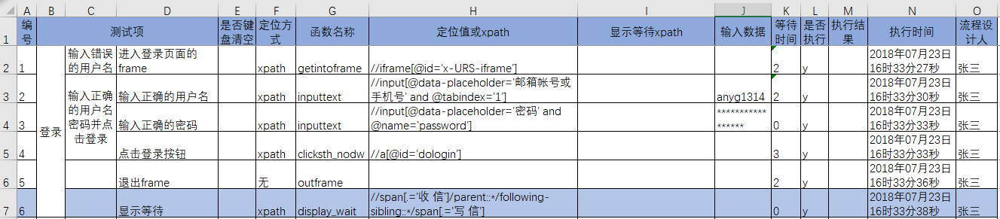 A B C D E F G H I J K L M N O
1 编号 测试项 是否键盘清空 定位方式 函数名称 定位值或xpath 显示等待xpath 输入数据 等待时间 是否执行 执行结果 执行时间 流程设计人
2 1 登录 输入错误的用户名 进入登录页面的frame xpath getintoframe //iframe[@id='x-URS-iframe'] 2 y 2018年07月23日16时33分27秒 张三
3 2 输入正确的用户名密码并点击登录 输入正确的用户名 xpath inputtext //input[@data-placeholder='邮箱帐号或手机号' and @tabindex='1'] anyg1314 2 y 2018年07月23日16时33分30秒 张三
4 3 输入正确的密码 xpath inputtext //input[@data-placeholder='密码' and @name='password'] ***************** 0 y 2018年07月23日16时33分33秒 张三
5 4 点击登录按钮 xpath clicksth_nodw //a[@id='dologin'] 3 y 2018年07月23日16时33分33秒 张三
6 5 退出frame 无 outframe 2 y 2018年07月23日16时33分36秒 张三
7 6 显示等待 xpath display_wait //span[.='收 信']/parent::*/following-sibling::*/span[.='写 信'] 0 y 2018年07月23日16时33分38秒 张三